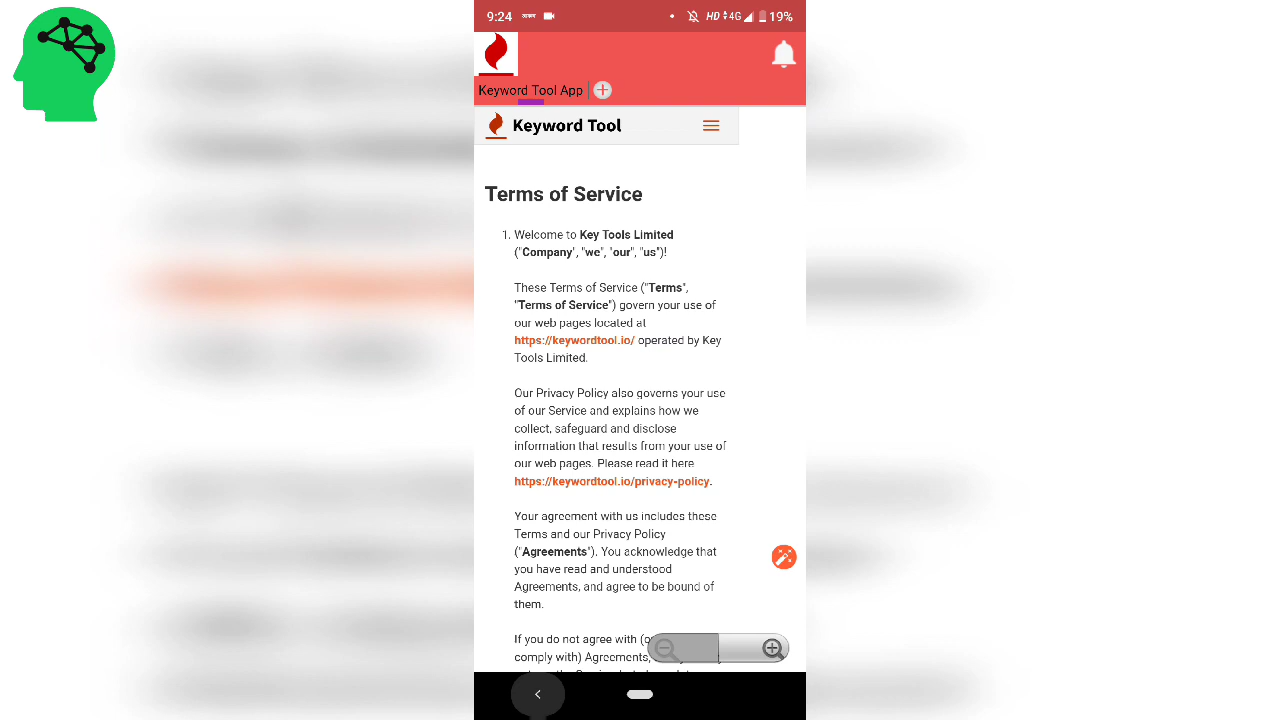 9:24
HD 4G 19%
Keyword Tool App
Keyword Tool
Terms of Service
1. Welcome to Key Tools Limited
("Company", "we", "our", "us")!
These Terms of Service ("Terms",
"Terms of Service") govern your use of
our web pages located at
https://keywordtool.io/ operated by Key
Tools Limited.
Our Privacy Policy also governs your use
of our Service and explains how we
collect, safeguard and disclose
information that results from your use of
our web pages. Please read it here
https://keywordtool.io/privacy-policy.
Your agreement with us includes these
Terms and our Privacy Policy
("Agreements"). You acknowledge that
you have read and understood
Agreements, and agree to be bound of
them.
If you do not agree with
comply with) Agreements,